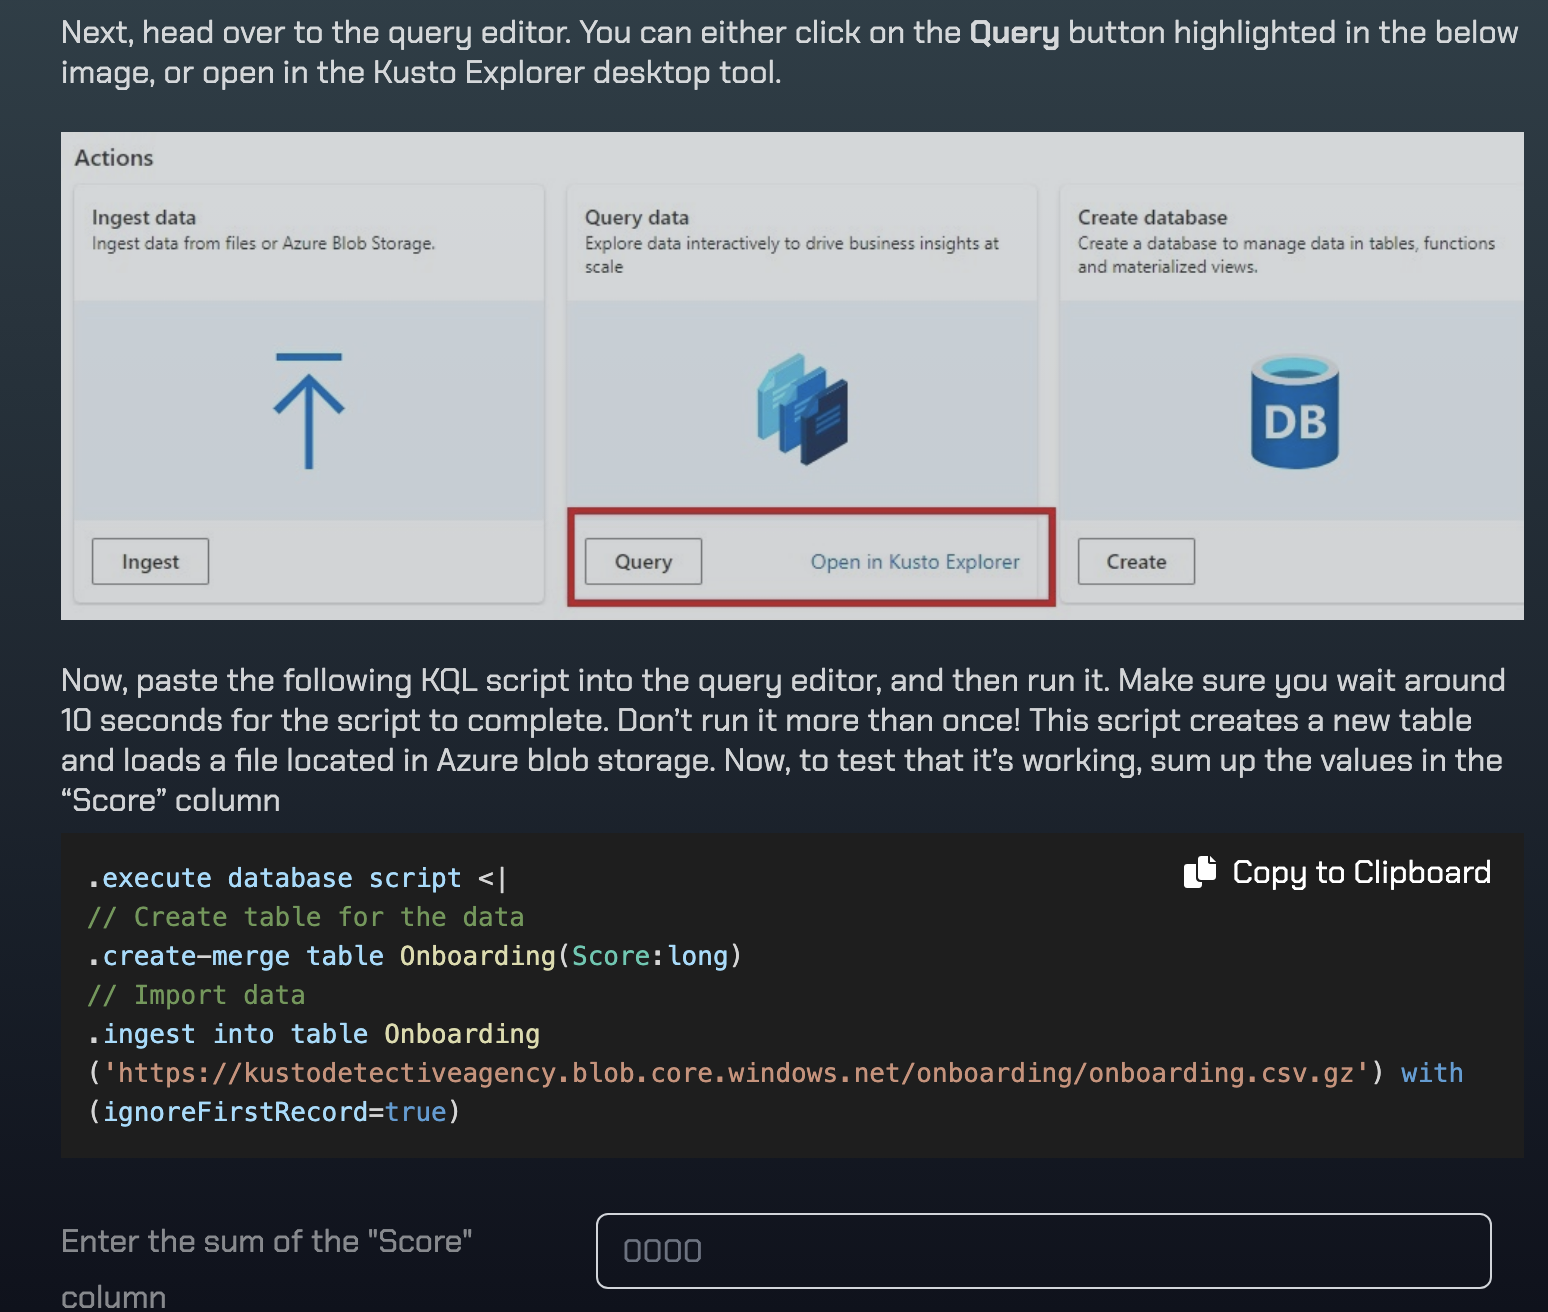 Next, head over to the query editor. You can either click on the Query button highlighted in the below
image, or open in the Kusto Explorer desktop tool.
Actions
Ingest data
Ingest data from files or Azure Blob Storage.
Query data
Explore data interactively to drive business insights at
scale
Create database
Create a database to manage data in tables, functions
and materialized views.
DB
Ingest
Query
Open in Kusto Explorer
Create
Now, paste the following KQL script into the query editor, and then run it. Make sure you wait around
10 seconds for the script to complete. Don’t run it more than once! This script creates a new table
and loads a file located in Azure blob storage. Now, to test that it’s working, sum up the values in the
“Score” column
Copy to Clipboard
.execute database script <|
// Create table for the data
.create-merge table Onboarding(Score:long)
// Import data
.ingest into table Onboarding
('https://kustodetectiveagency.blob.core.windows.net/onboarding/onboarding.csv.gz') with
(ignoreFirstRecord=true)
Enter the sum of the "Score"
column
0000